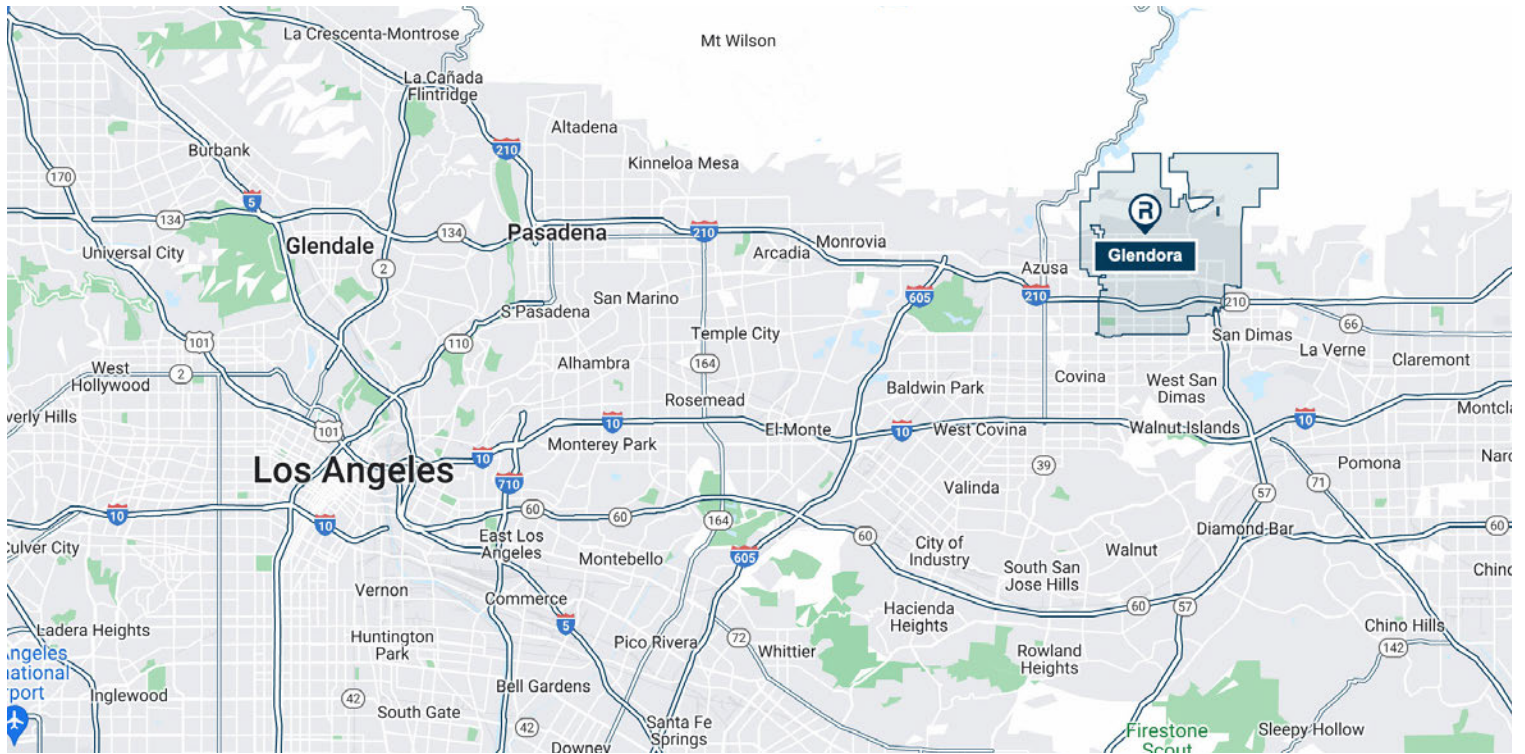 La Crescenta-Montrose
Mt Wilson
La Cañada
Flintridge
210
Altadena
Burbank
Kinneloa Mesa
170
5
R
134
Glendale
134
Pasadena
210
Arcadia
Monrovia
Glendora
Universal City
2
Azusa
605
210
210
San Marino
S Pasadena
66
101
110
Temple City
San Dimas
La Verne
Claremont
West
Hollywood
2
Alhambra
164
Baldwin Park
Covina
West San
Dimas
verly Hills
Rosemead
Montcla
101
10
Monterey Park
El Monte
10
West Covina
Walnut Islands
10
Los Angeles
10
710
39
Pomona
Narc
Valinda
71
57
10
10
60
60
164
60
Culver City
East Los
Angeles
Montebello
605
60
City of
Industry
Walnut
Diamond Bar
South San
Jose Hills
Chino
Vernon
Commerce
Hacienda
Heights
60
57
Ladera Heights
5
Huntington
Park
Pico Rivera
72
Whittier
Rowland
Heights
Chino Hills
142
Angeles
national
rport
Inglewood
42
Bell Gardens
South Gate
42
Santa Fe
Springs
Downey
Firestone
Scout
Sleepy Hollow